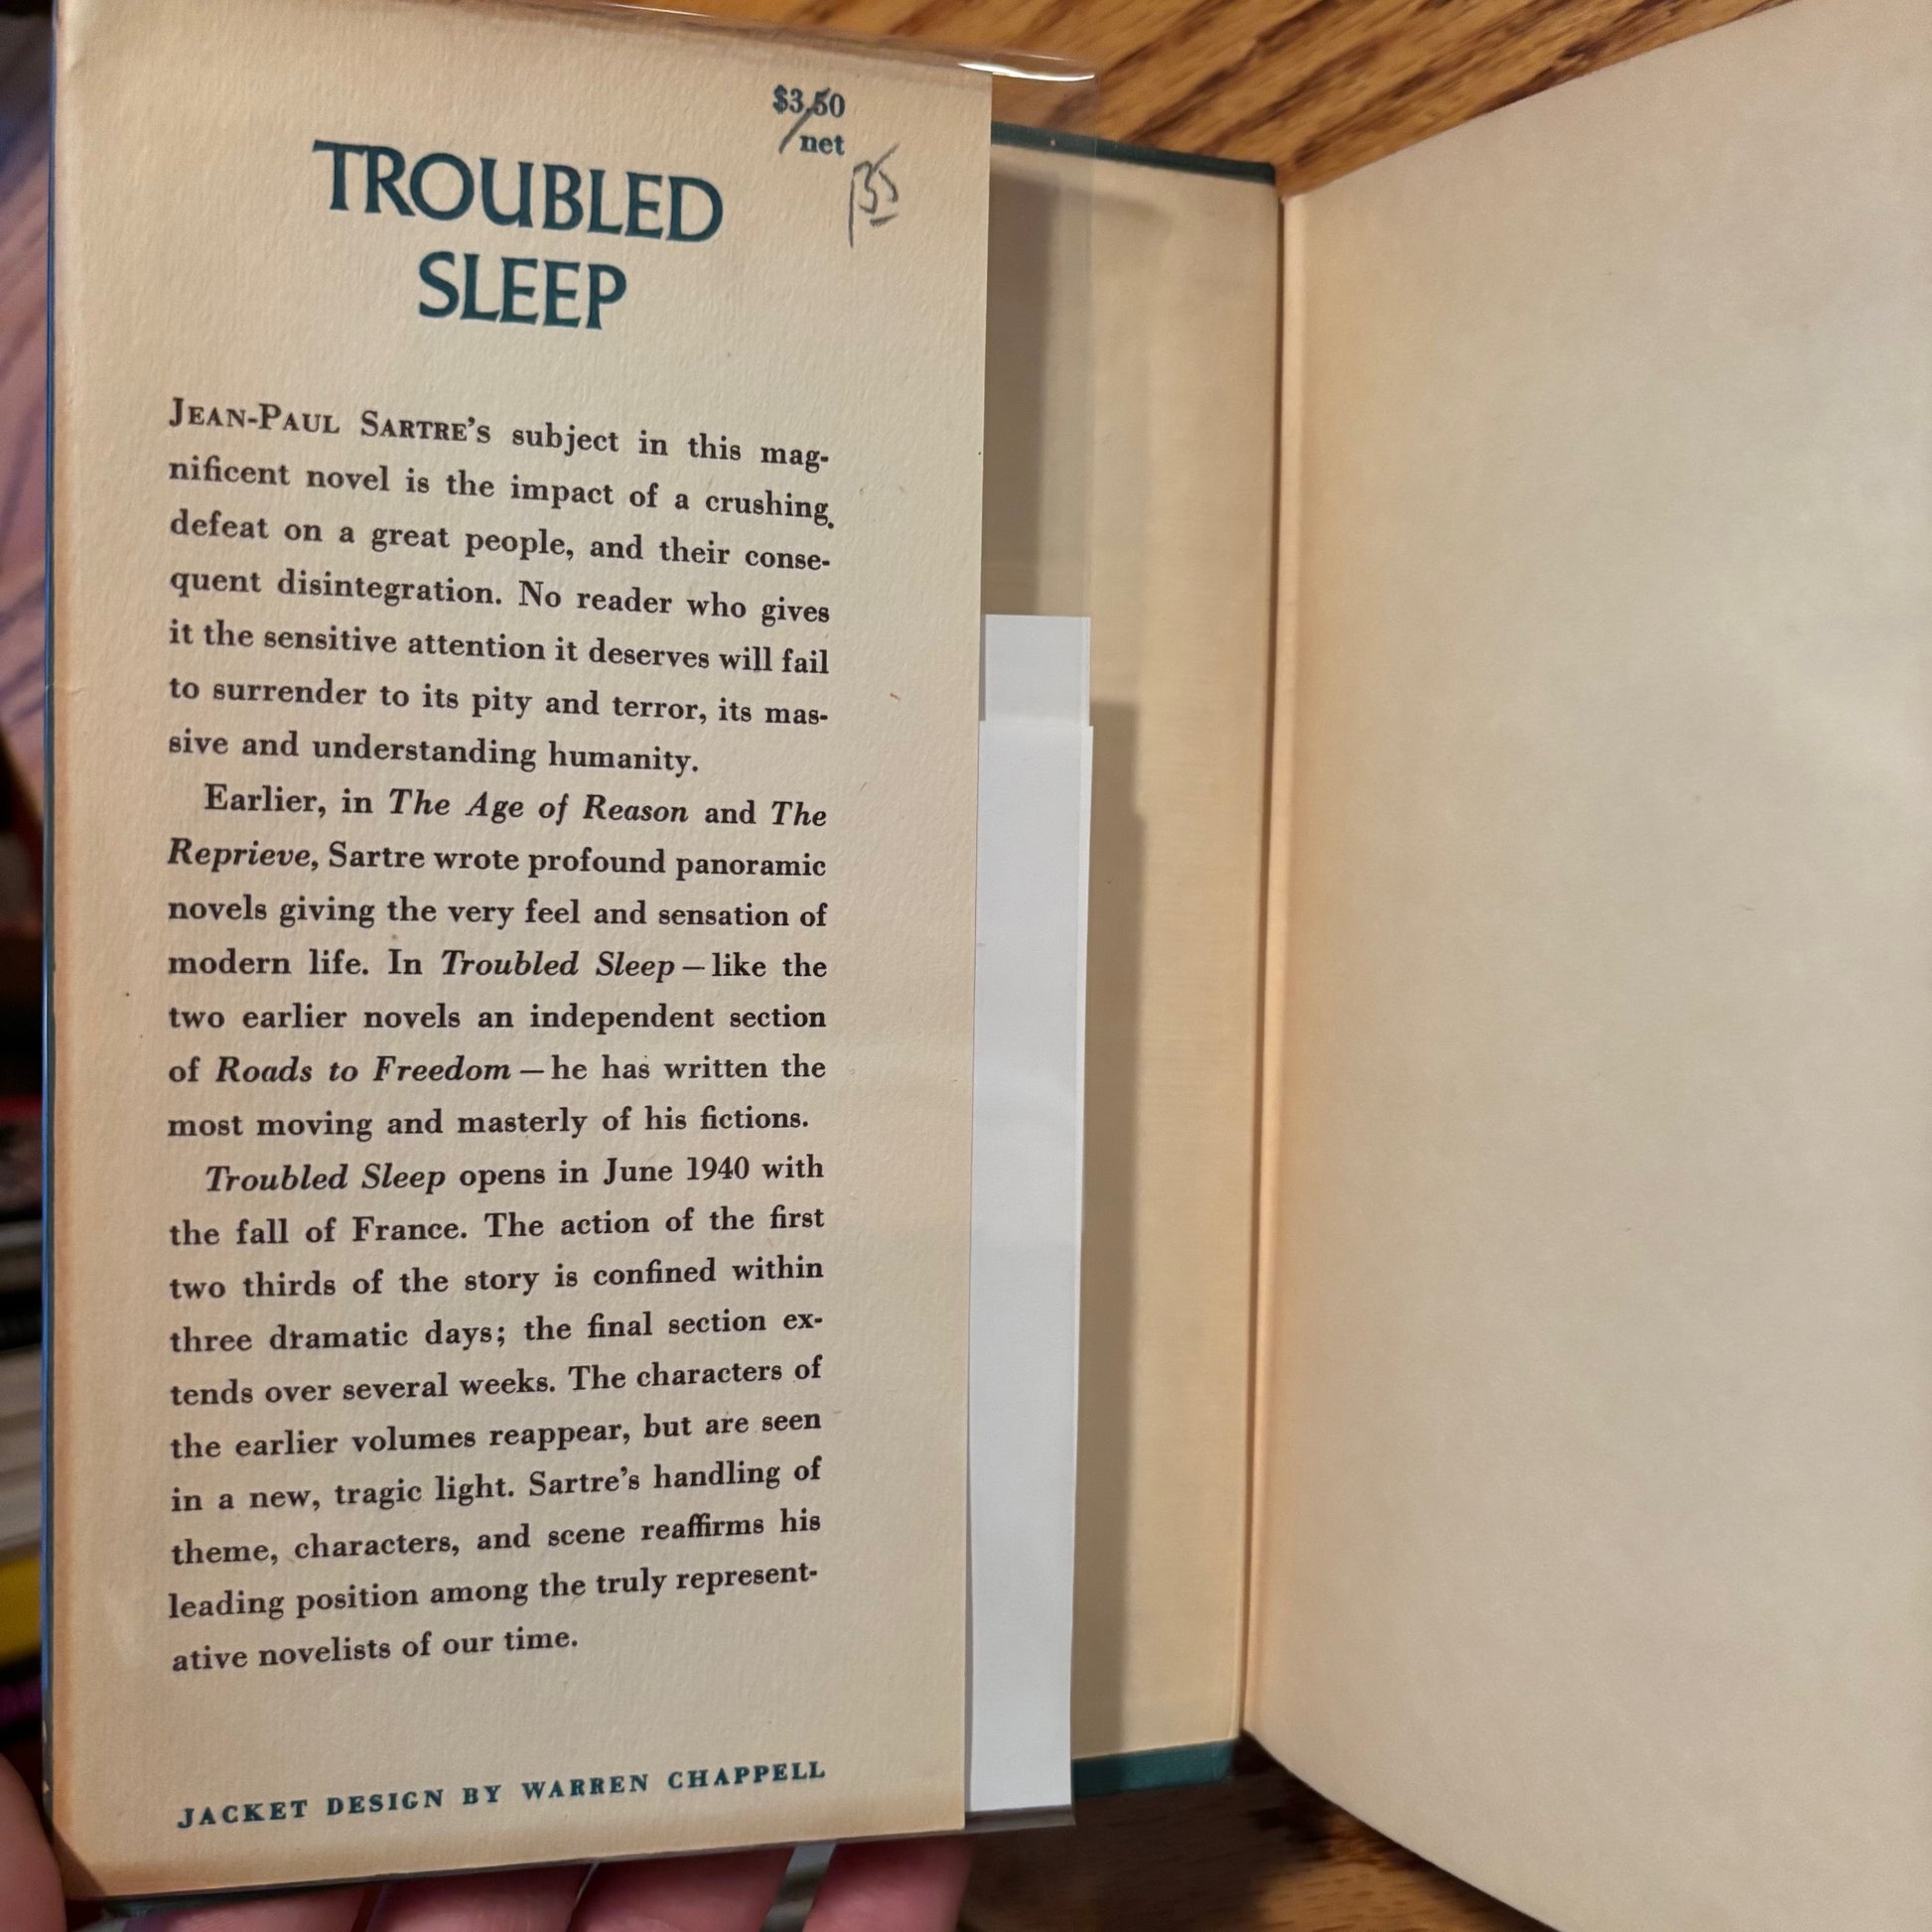 $3.50
net
TROUBLED
SLEEP
JEAN-PAUL SARTRE'S subject in this mag-
nificent novel is the impact of a crushing
defeat on a great people, and their conse-
quent disintegration. No reader who gives
it the sensitive attention it deserves will fail
to surrender to its pity and terror, its mas-
sive and understanding humanity.
Earlier, in The Age of Reason and The
Reprieve, Sartre wrote profound panoramic
novels giving the very feel and sensation of
modern life. In Troubled Sleep — like the
two earlier novels an independent section
of Roads to Freedom — he has written the
most moving and masterly of his fictions.
Troubled Sleep opens in June 1940 with
the fall of France. The action of the first
two thirds of the story is confined within
three dramatic days; the final section ex-
tends over several weeks. The characters of
the earlier volumes reappear, but are seen
in a new, tragic light. Sartre's handling of
theme, characters, and scene reaffirms his
leading position among the truly represent-
ative novelists of our time.
JACKET DESIGN BY WARREN CHAPPELL